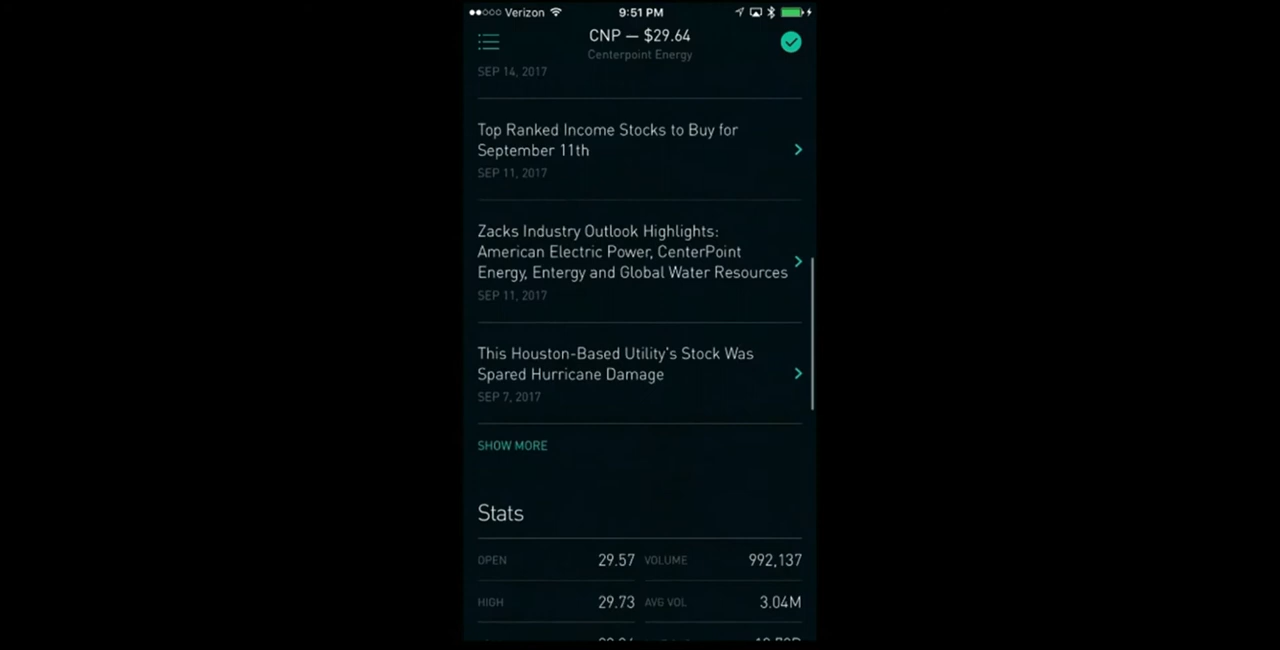 Verizon 9:51 PM
CNP — $29.64
Centerpoint Energy
SEP 14, 2017
Top Ranked Income Stocks to Buy for
September 11th
SEP 11, 2017
Zacks Industry Outlook Highlights:
American Electric Power, CenterPoint
Energy, Entergy and Global Water Resources
SEP 11, 2017
This Houston-Based Utility's Stock Was
Spared Hurricane Damage
SEP 7, 2017
SHOW MORE
Stats
OPEN 29.57 VOLUME 992,137
HIGH 29.73 AVG VOL 3.04M